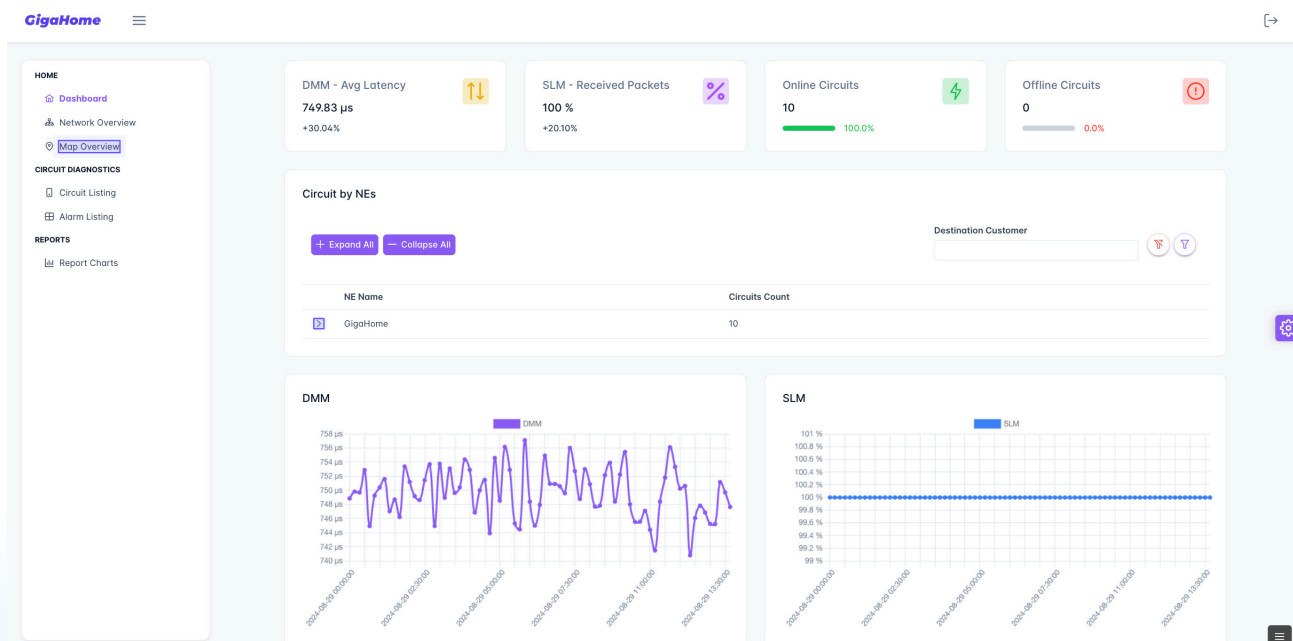 GigaHome
HOME
Dashboard
Network Overview
Map Overview
CIRCUIT DIAGNOSTICS
Circuit Listing
Alarm Listing
REPORTS
Report Charts
DMM - Avg Latency
749.83 µs
+30.04%
SLM - Received Packets
100 %
+20.10%
Online Circuits
10
100.0%
Offline Circuits
0
0.0%
Circuit by NEs
Expand All
Collapse All
Destination Customer
NE Name Circuits Count
GigaHome 10
DMM
DMM
758 µs
756 µs
754 µs
752 µs
750 µs
748 µs
746 µs
744 µs
742 µs
740 µs
2024-08-29 00:00:00
2024-08-29 02:30:00
2024-08-29 05:00:00
2024-08-29 07:30:00
2024-08-29 11:00:00
2024-08-29 13:30:00
SLM
SLM
101 %
100.8 %
100.6 %
100.4 %
100.2 %
100 %
99.8 %
99.6 %
99.4 %
99.2 %
99 %
2024-08-29 00:00:00
2024-08-29 02:30:00
2024-08-29 05:00:00
2024-08-29 07:30:00
2024-08-29 11:00:00
2024-08-29 13:30:00